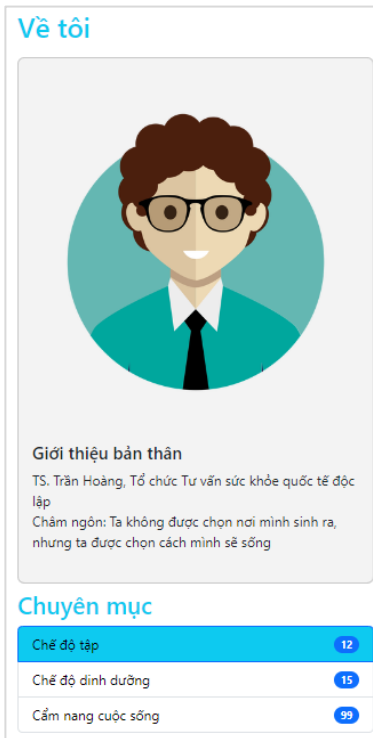 Về tôi
Giới thiệu bản thân
TS. Trần Hoàng, Tổ chức Tư vấn sức khỏe quốc tế độc
lập
Châm ngôn: Ta không được chọn nơi mình sinh ra,
nhưng ta được chọn cách mình sẽ sống
Chuyên mục
Chế độ tập 12
Chế độ dinh dưỡng 15
Cẩm nang cuộc sống 99